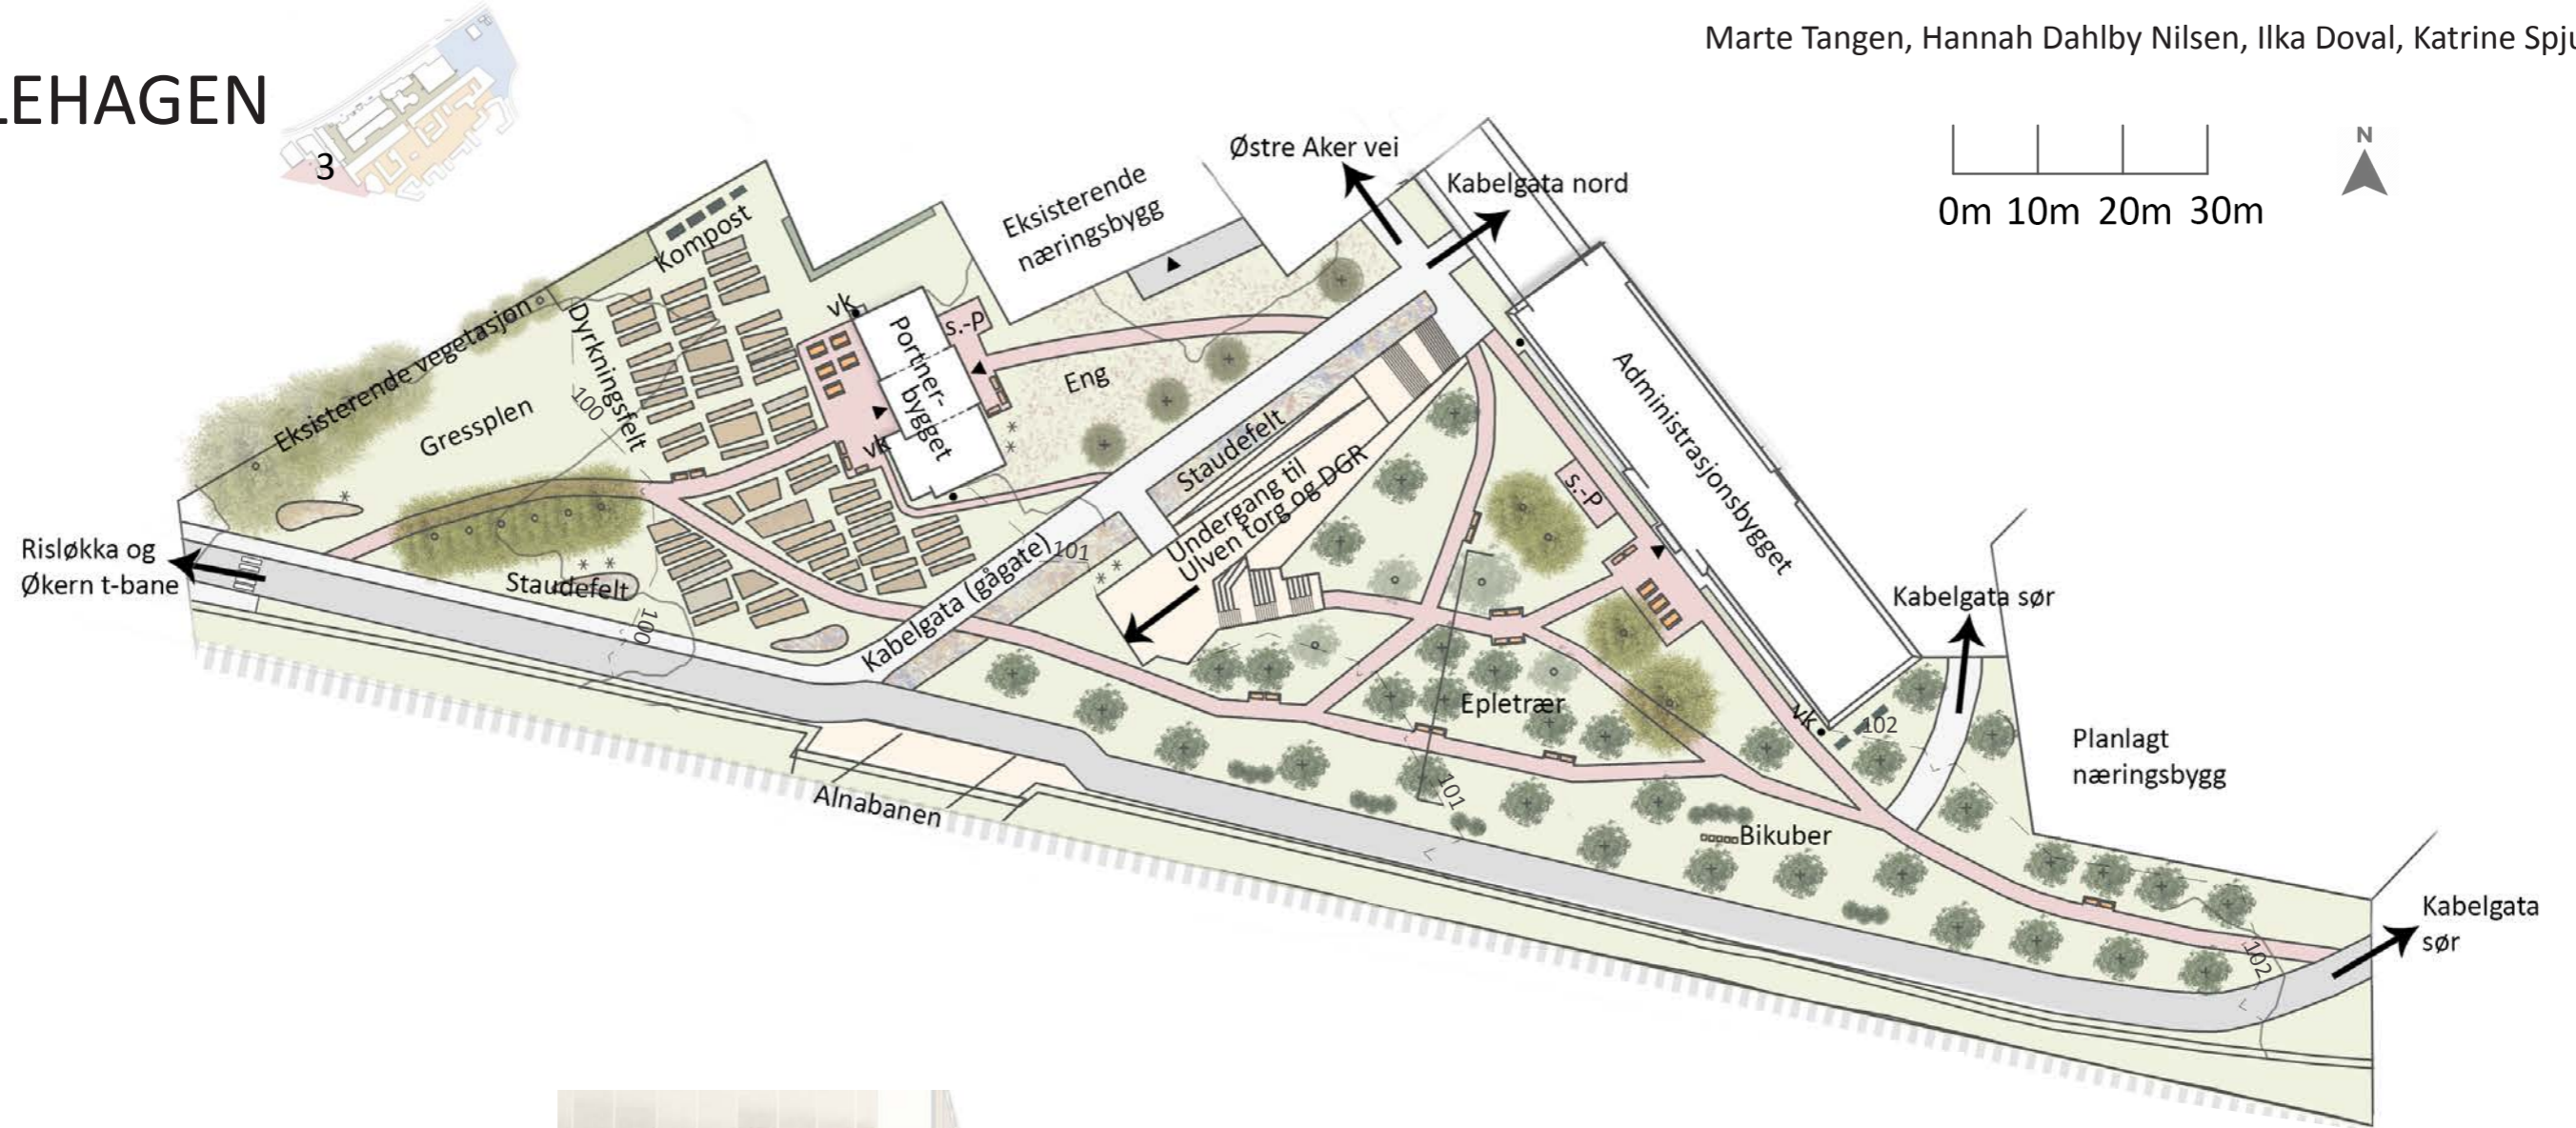 Marte Tangen, Hannah Dahlby Nilsen, Ilka Doval, Katrine Spju
LEHAGEN
3
Østre Aker vei
Kabelgata nord
N
0m 10m 20m 30m
Eksisterende
næringsbygg
Kompost
vk
s.-P
Portner-
bygget
vk
Eksisterende vegetasjon
Dyrkningsfelt
100
Gressplen
Eng
Staudefelt
Undergang til
Ulven torg og DGR
Administrasjonsbygget
s.-P
Risløkka og
Økern t-bane
Staudefelt
100
Kabelgata (gågate)
101
Kabelgata sør
Epletrær
vk
102
Planlagt
næringsbygg
101
Alnabanen
Bikuber
Kabelgata
sør
102